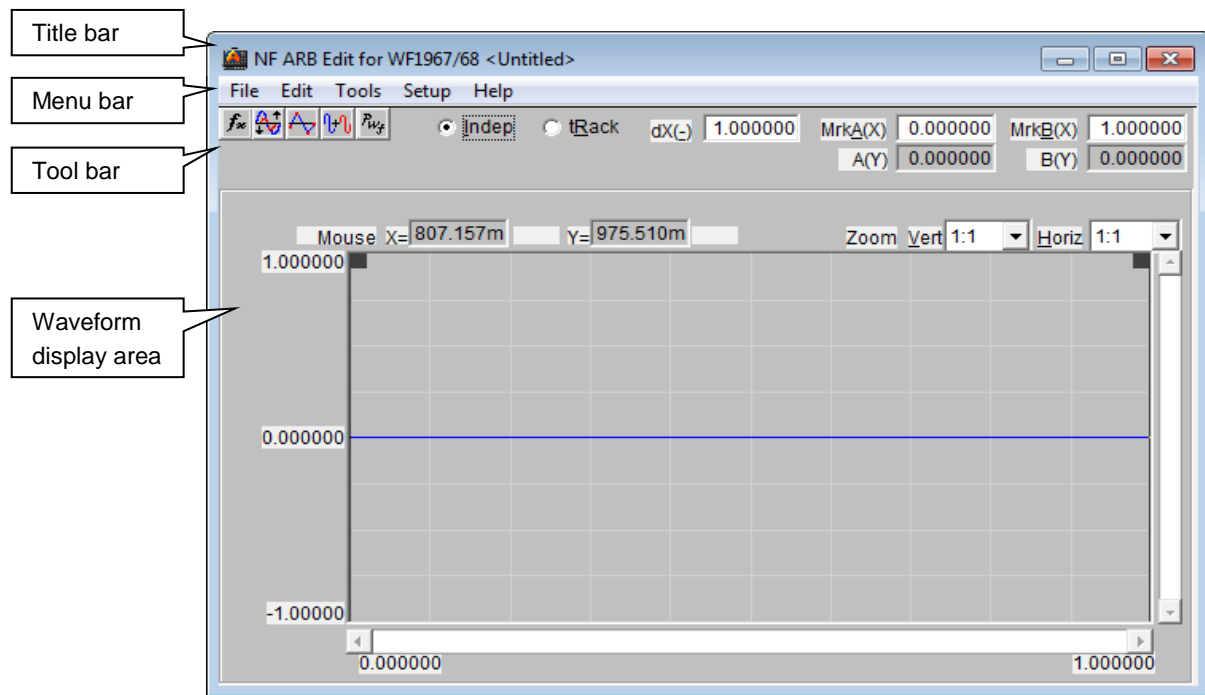 Title bar
NF ARB Edit for WF1967/68 <Untitled>
Menu bar
File Edit Tools Setup Help
Tool bar
fx PWf Indep tRack dX(-) 1.000000 MrkA(X) 0.000000 MrkB(X) 1.000000
A(Y) 0.000000 B(Y) 0.000000
Mouse X= 807.157m Y= 975.510m Zoom Vert 1:1 Horiz 1:1
1.000000
Waveform
display area
0.000000
-1.00000
0.000000 1.000000